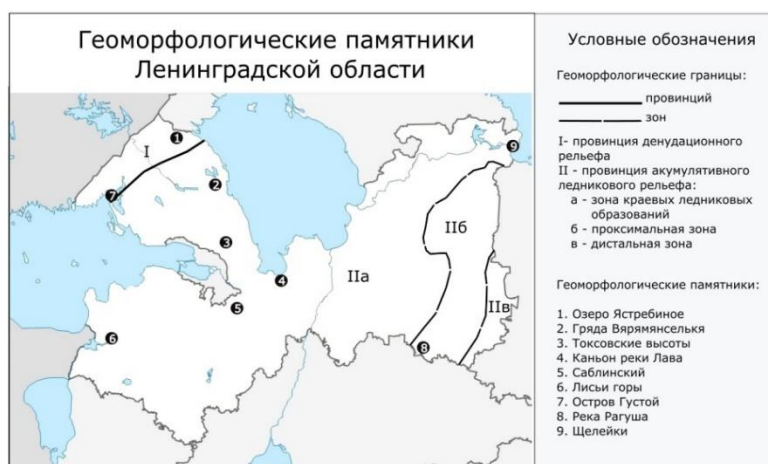 Геоморфологические памятники
Ленинградской области
I
IIа
IIб
IIв
1
2
3
4
5
6
7
8
9
Условные обозначения
Геоморфологические границы:
провинций
зон
I- провинция денудационного
рельефа
II - провинция акумулятивного
ледникового рельефа:
а - зона краевых ледниковых
образований
б - проксимальная зона
в - дистальная зона
Геоморфологические памятники:
1. Озеро Ястребиное
2. Гряда Вярямянселькя
3. Токсовские высоты
4. Каньон реки Лава
5. Саблинский
6. Лисьи горы
7. Остров Густой
8. Река Рагуша
9. Щелейки